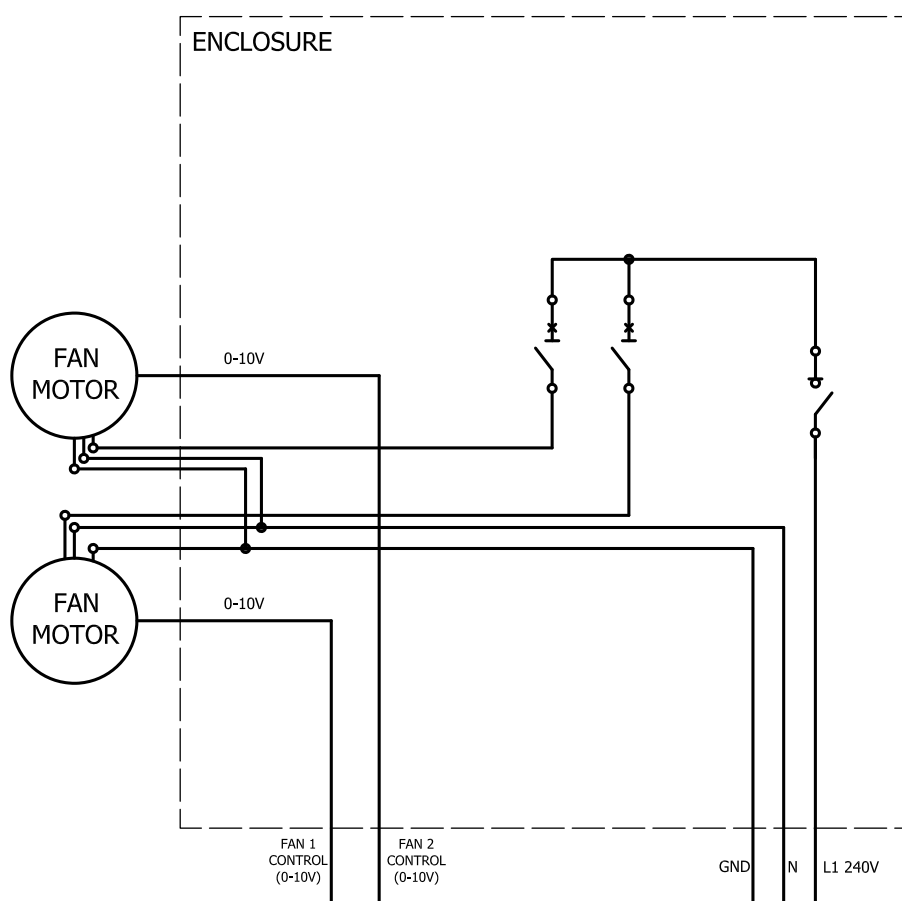 ENCLOSURE
FAN
MOTOR
0-10V
FAN
MOTOR
0-10V
FAN 1
CONTROL
(0-10V)
FAN 2
CONTROL
(0-10V)
GND
N
L1 240V